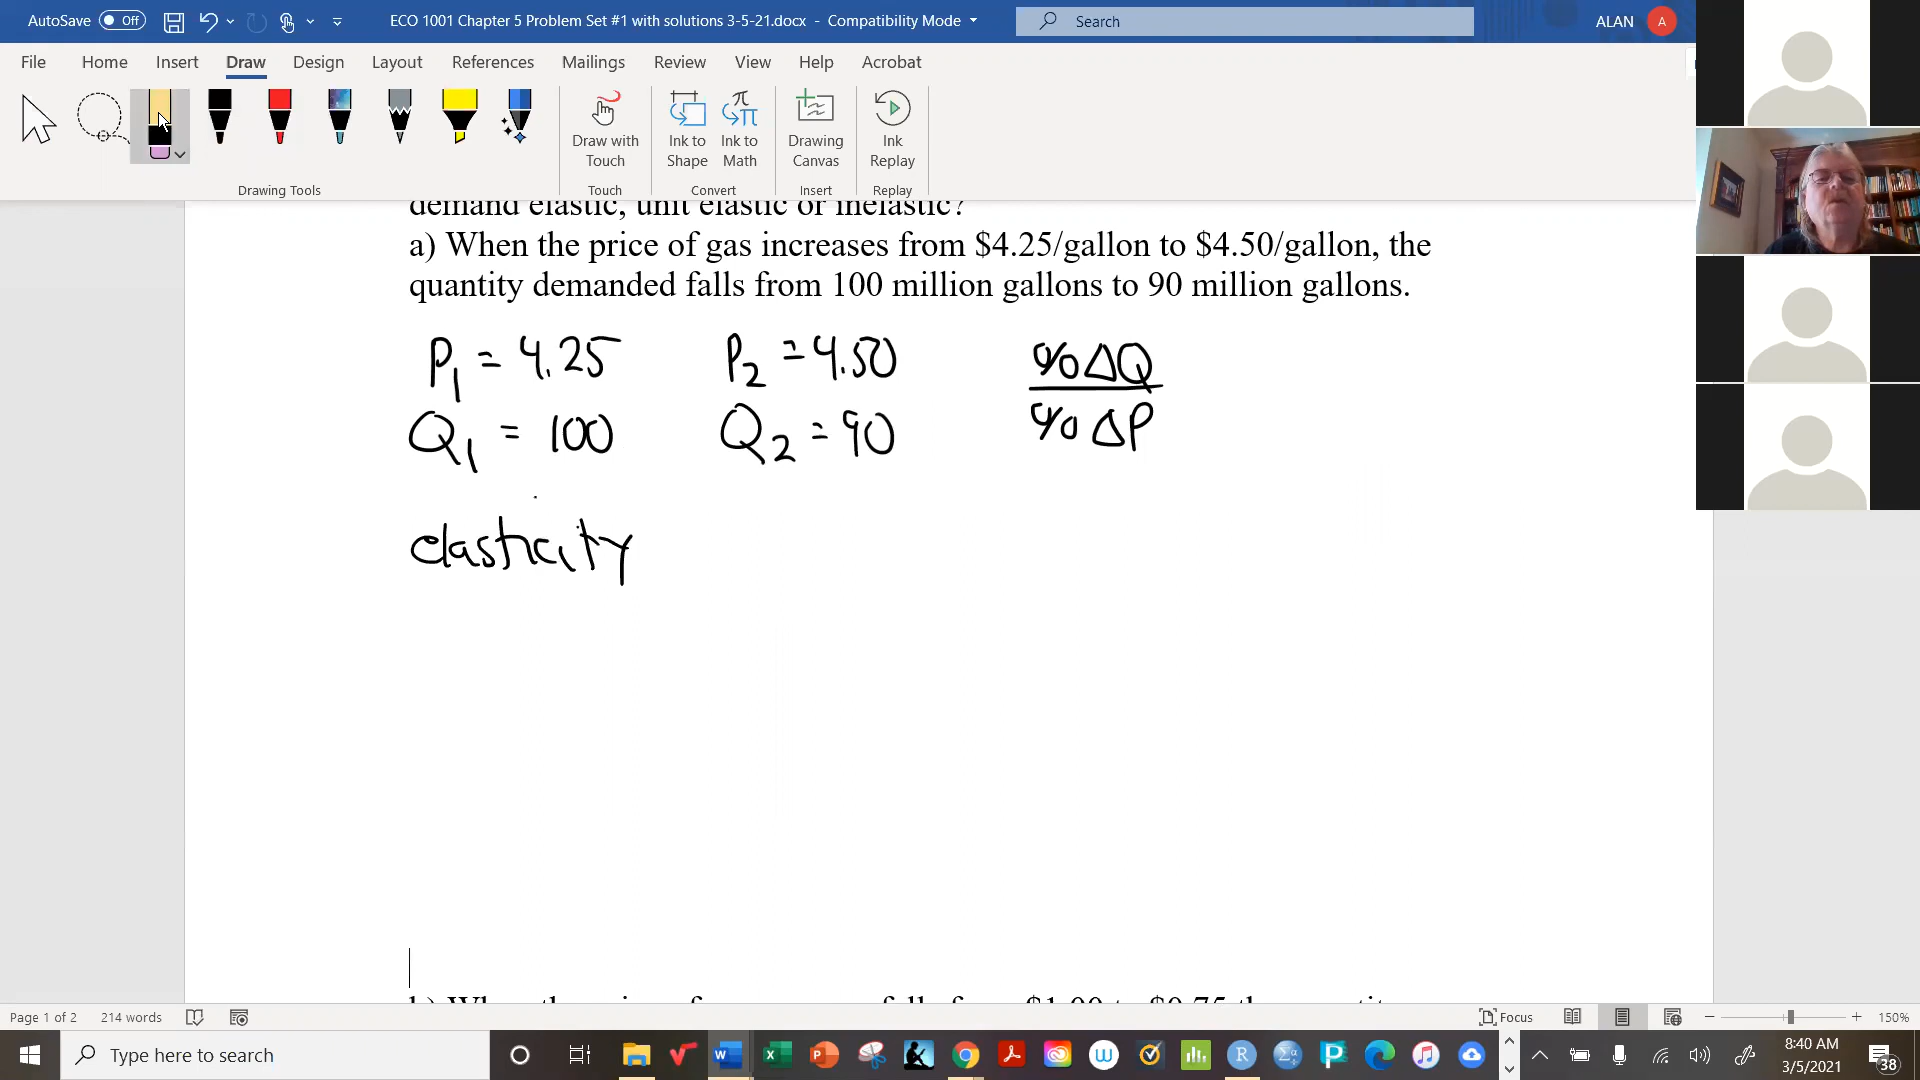 AutoSave Off ECO 1001 Chapter 5 Problem Set #1 with solutions 3-5-21.docx - Compatibility Mode Search ALAN A
File Home Insert Draw Design Layout References Mailings Review View Help Acrobat
Draw with Touch
Ink to Shape
Ink to Math
Drawing Canvas
Ink Replay
Drawing Tools Touch Convert Insert Replay
demand elastic, unit elastic or inelastic?
a) When the price of gas increases from $4.25/gallon to $4.50/gallon, the
quantity demanded falls from 100 million gallons to 90 million gallons.
P1 = 4.25 P2 = 4.50 %ΔQ
Q1 = 100 Q2 = 90 %ΔP
elasticity
Page 1 of 2 214 words Focus 150%
Type here to search 8:40 AM
3/5/2021 38